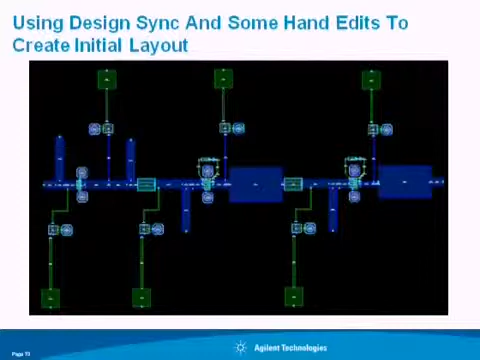 Using Design Sync And Some Hand Edits To
Create Initial Layout
Agilent Technologies